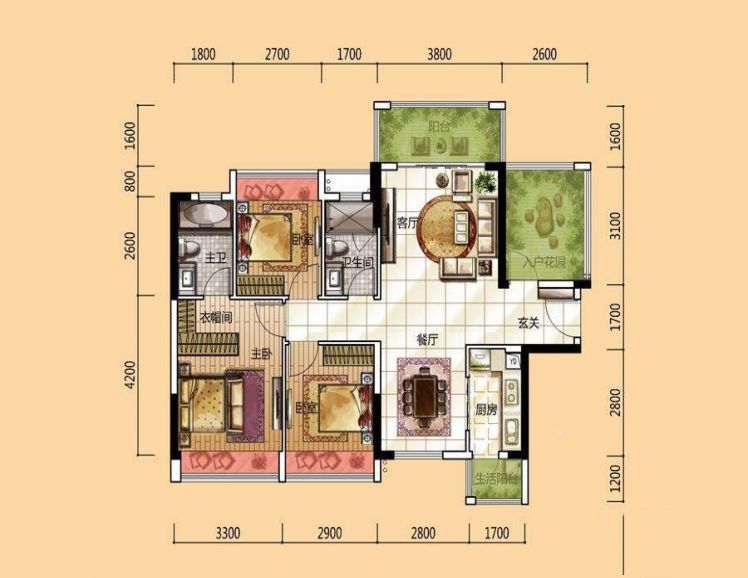 1800 2700 1700 3800 2600
1600
800
2600
4200
1600
3100
1700
2800
1200
阳台
客厅
入户花园
卧室
卫生间
主卫
衣帽间
主卧
卧室
餐厅
玄关
厨房
生活阳台
3300 2900 2800 1700